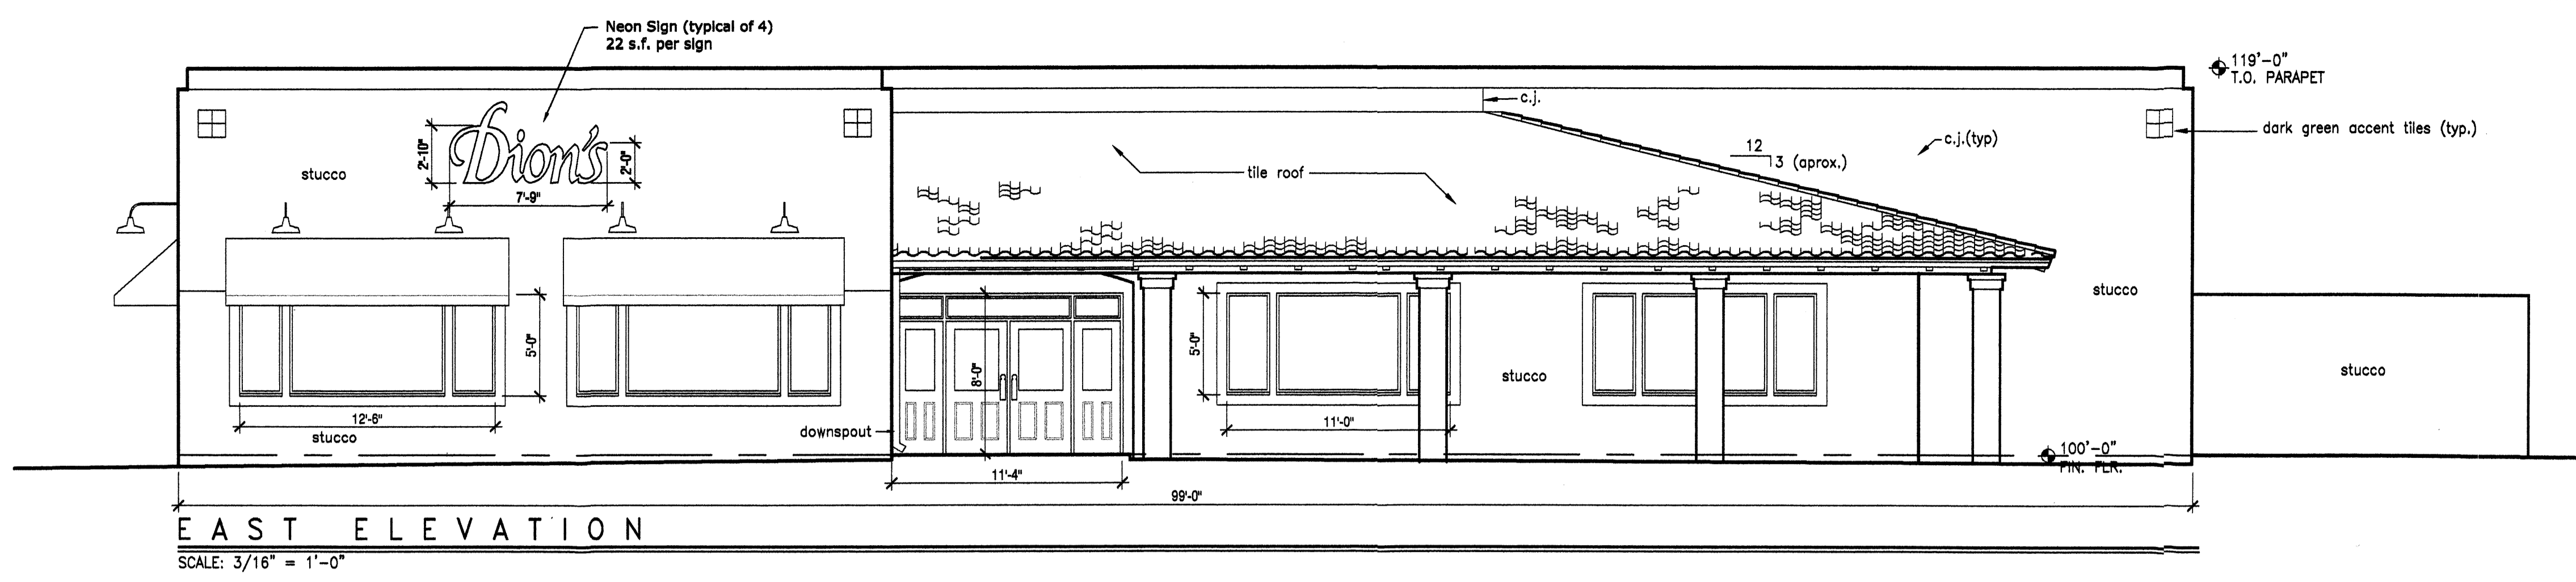 Neon Sign (typical of 4)
22 s.f. per sign
119'-0"
T.O. PARAPET
c.j.
dark green accent tiles (typ.)
c.j.(typ)
12
3 (aprox.)
Dion's
2'-10"
2'-0"
7'-9"
stucco
tile roof
stucco
5'-0"
5'-0"
8'-0"
stucco
stucco
12'-6"
stucco
11'-0"
downspout
100'-0"
FIN. FLR.
11'-4"
99'-0"
EAST ELEVATION
SCALE: 3/16" = 1'-0"